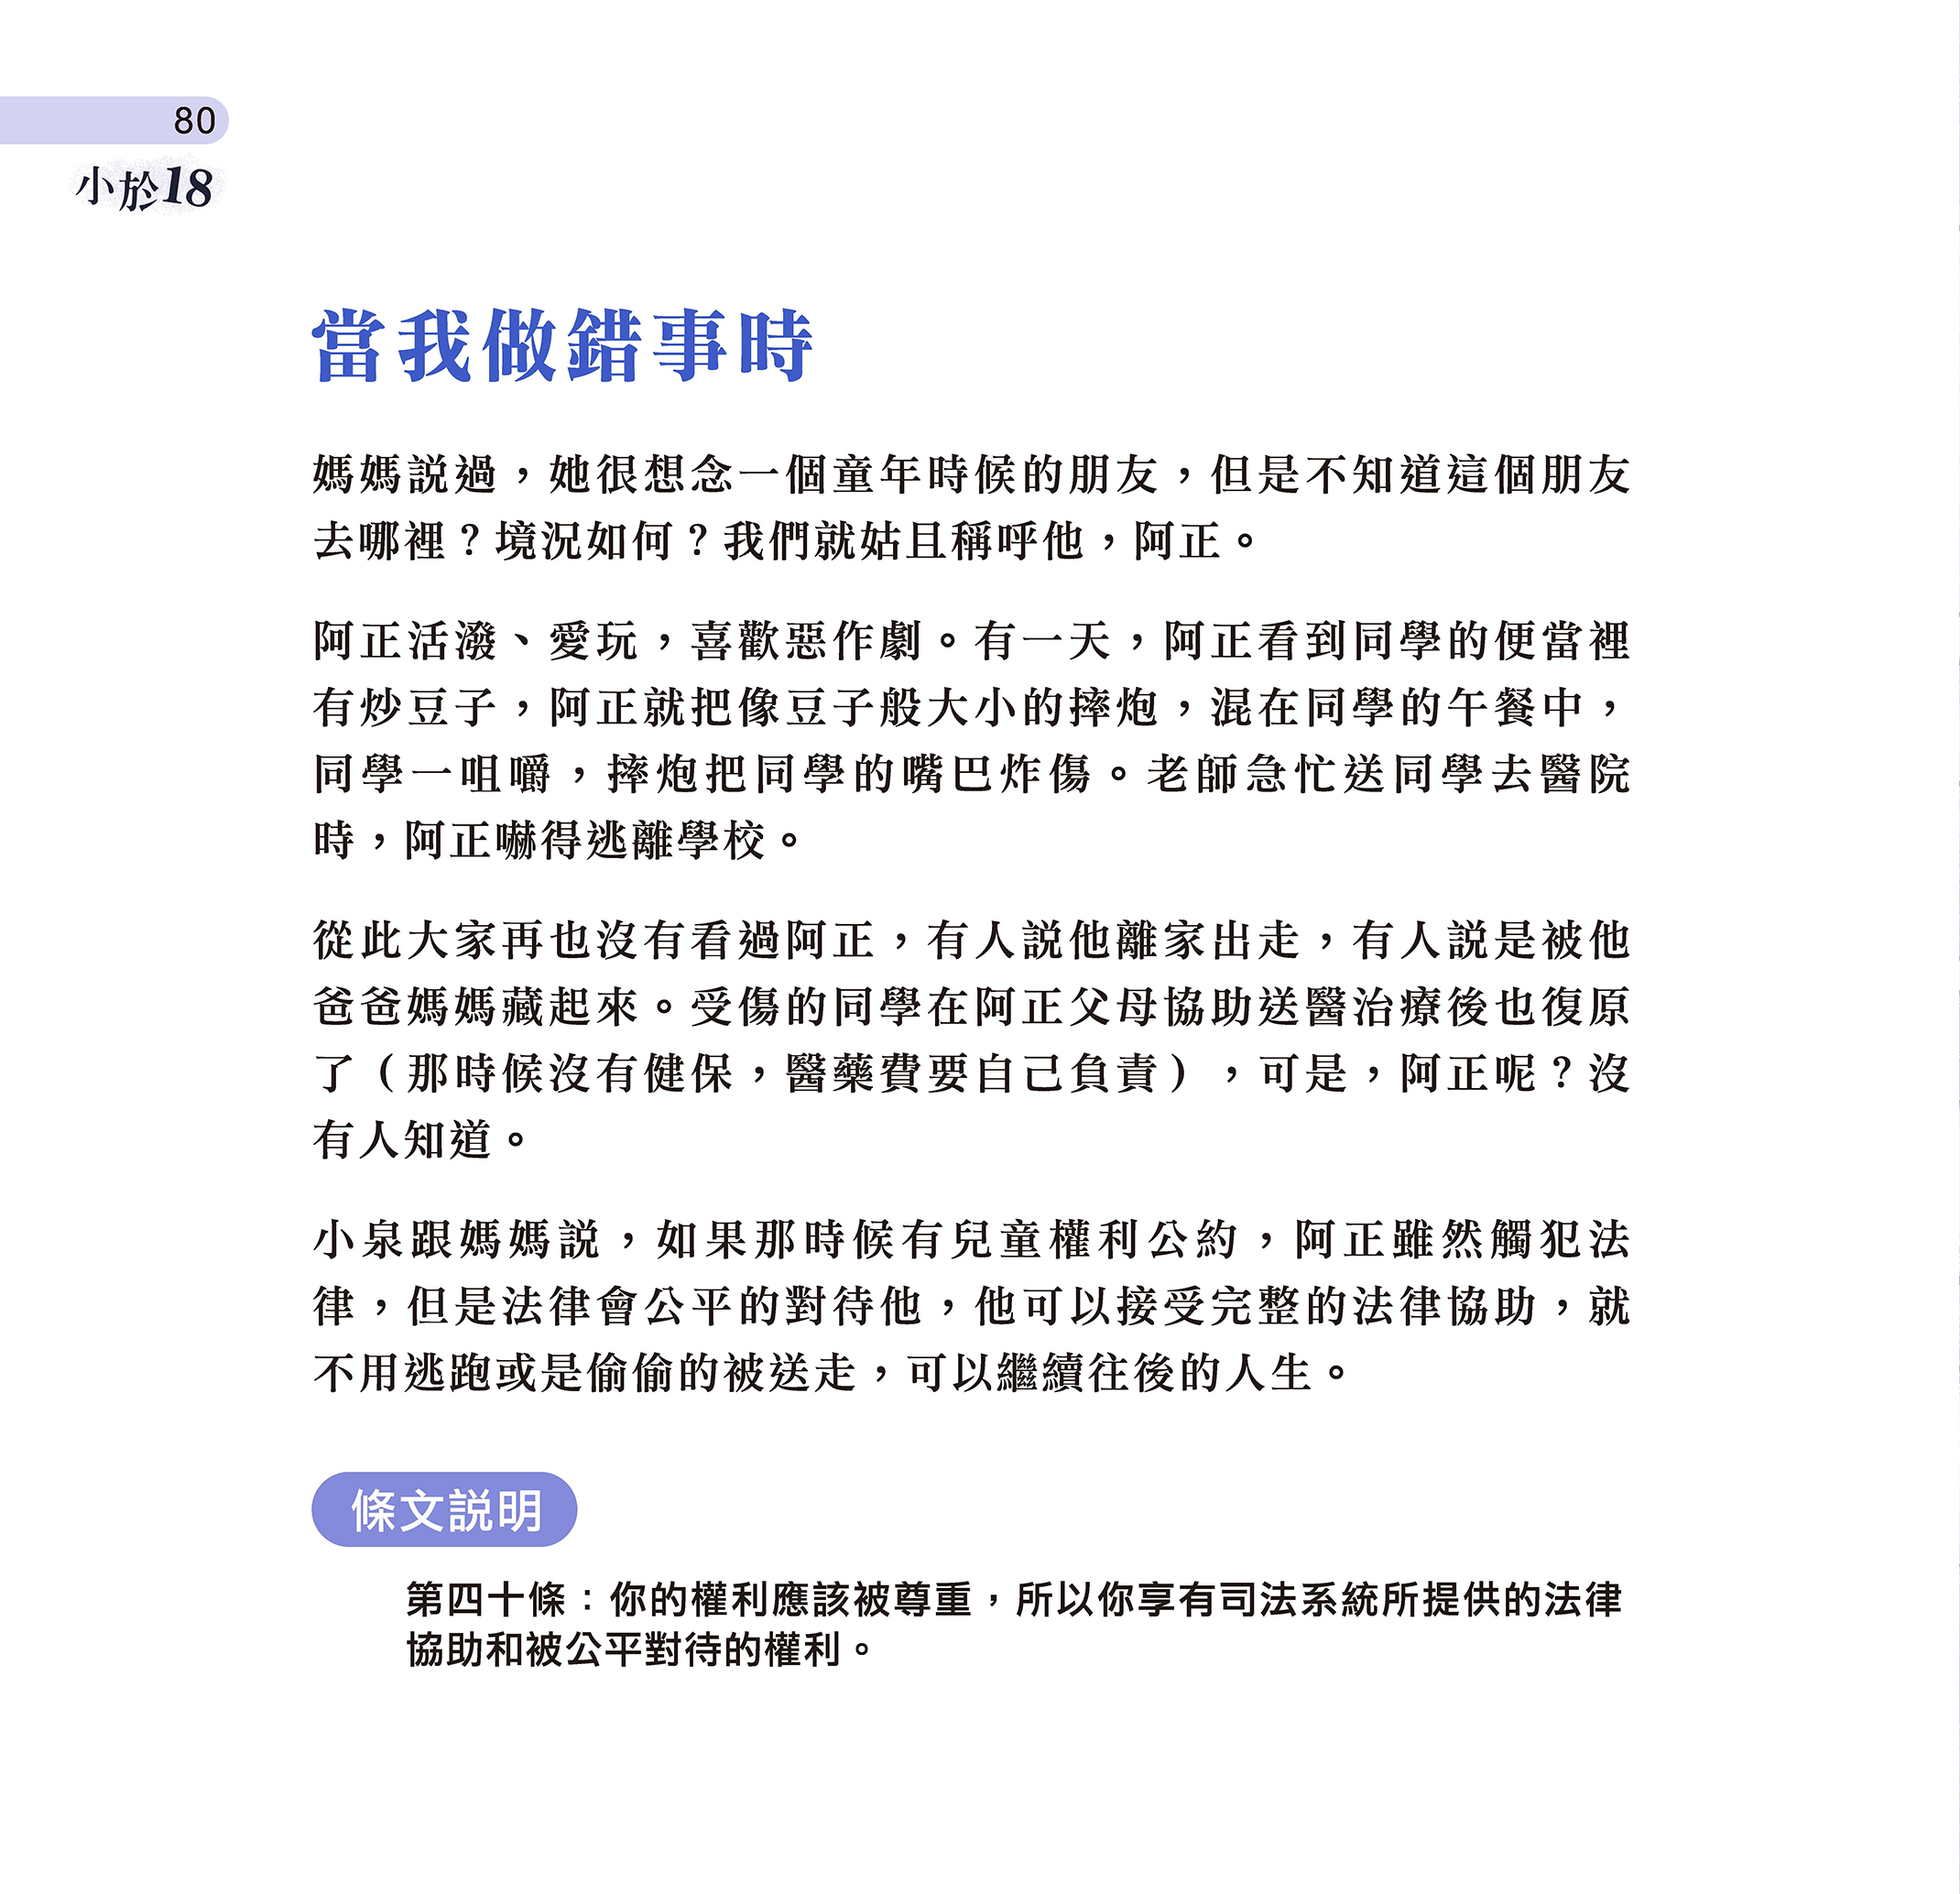 80
小於18
當我做錯事時
媽媽説過，她很想念一個童年時候的朋友，但是不知道這個朋友
去哪裡？境況如何？我們就姑且稱呼他，阿正。
阿正活潑、愛玩，喜歡惡作劇。有一天，阿正看到同學的便當裡
有炒豆子，阿正就把像豆子般大小的摔炮，混在同學的午餐中，
同學一咀嚼，摔炮把同學的嘴巴炸傷。老師急忙送同學去醫院
時，阿正嚇得逃離學校。
從此大家再也沒有看過阿正，有人説他離家出走，有人説是被他
爸爸媽媽藏起來。受傷的同學在阿正父母協助送醫治療後也復原
了（那時候沒有健保，醫藥費要自己負責），可是，阿正呢？沒
有人知道。
小泉跟媽媽説，如果那時候有兒童權利公約，阿正雖然觸犯法
律，但是法律會公平的對待他，他可以接受完整的法律協助，就
不用逃跑或是偷偷的被送走，可以繼續往後的人生。
條文説明
第四十條：你的權利應該被尊重，所以你享有司法系統所提供的法律
協助和被公平對待的權利。